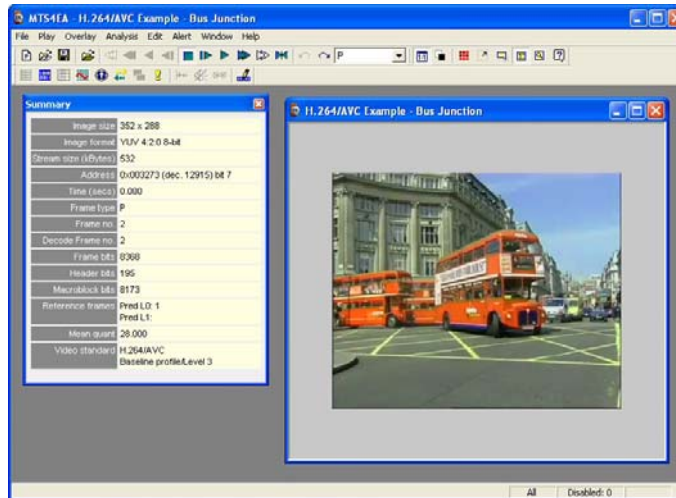 MTS4EA - H.264/AVC Example - Bus Junction
File Play Overlay Analysis Edit Alert Window Help
P
Summary
Image size 352 x 288
Image format YUV 4:2:0 8-bit
Stream size (kBytes) 532
Address 0x003273 (dec. 12915) bit 7
Time (secs) 0.000
Frame type P
Frame no. 2
Decode Frame no. 2
Frame bits 8368
Header bits 195
Macroblock bits 8173
Reference frames Pred L0: 1
Pred L1:
Mean quant 28.000
Video standard H.264/AVC
Baseline profile/Level 3
H.264/AVC Example - Bus Junction
All Disabled: 0